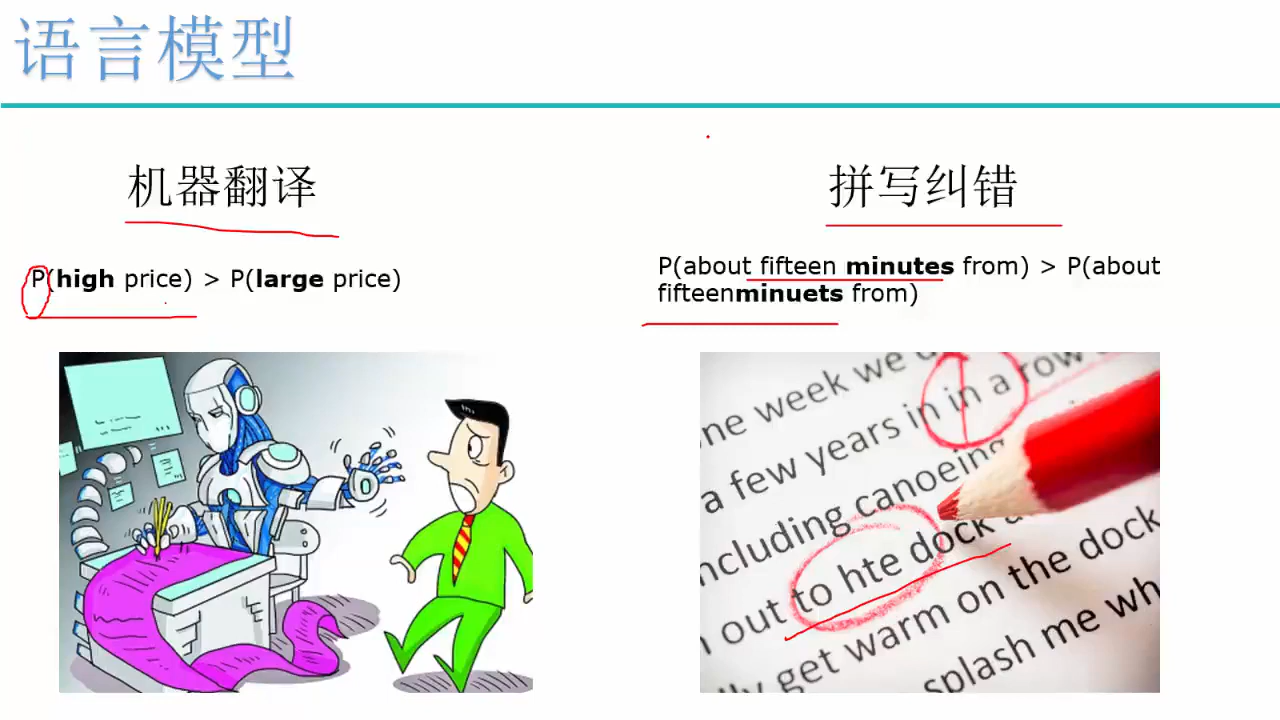 语言模型
机器翻译
P(high price) > P(large price)
拼写纠错
P(about fifteen minutes from) > P(about
fifteenminuets from)
ne week we
a few years in in a row
ncluding canoeing
out to hte dock
get warm on the dock
splash me wh